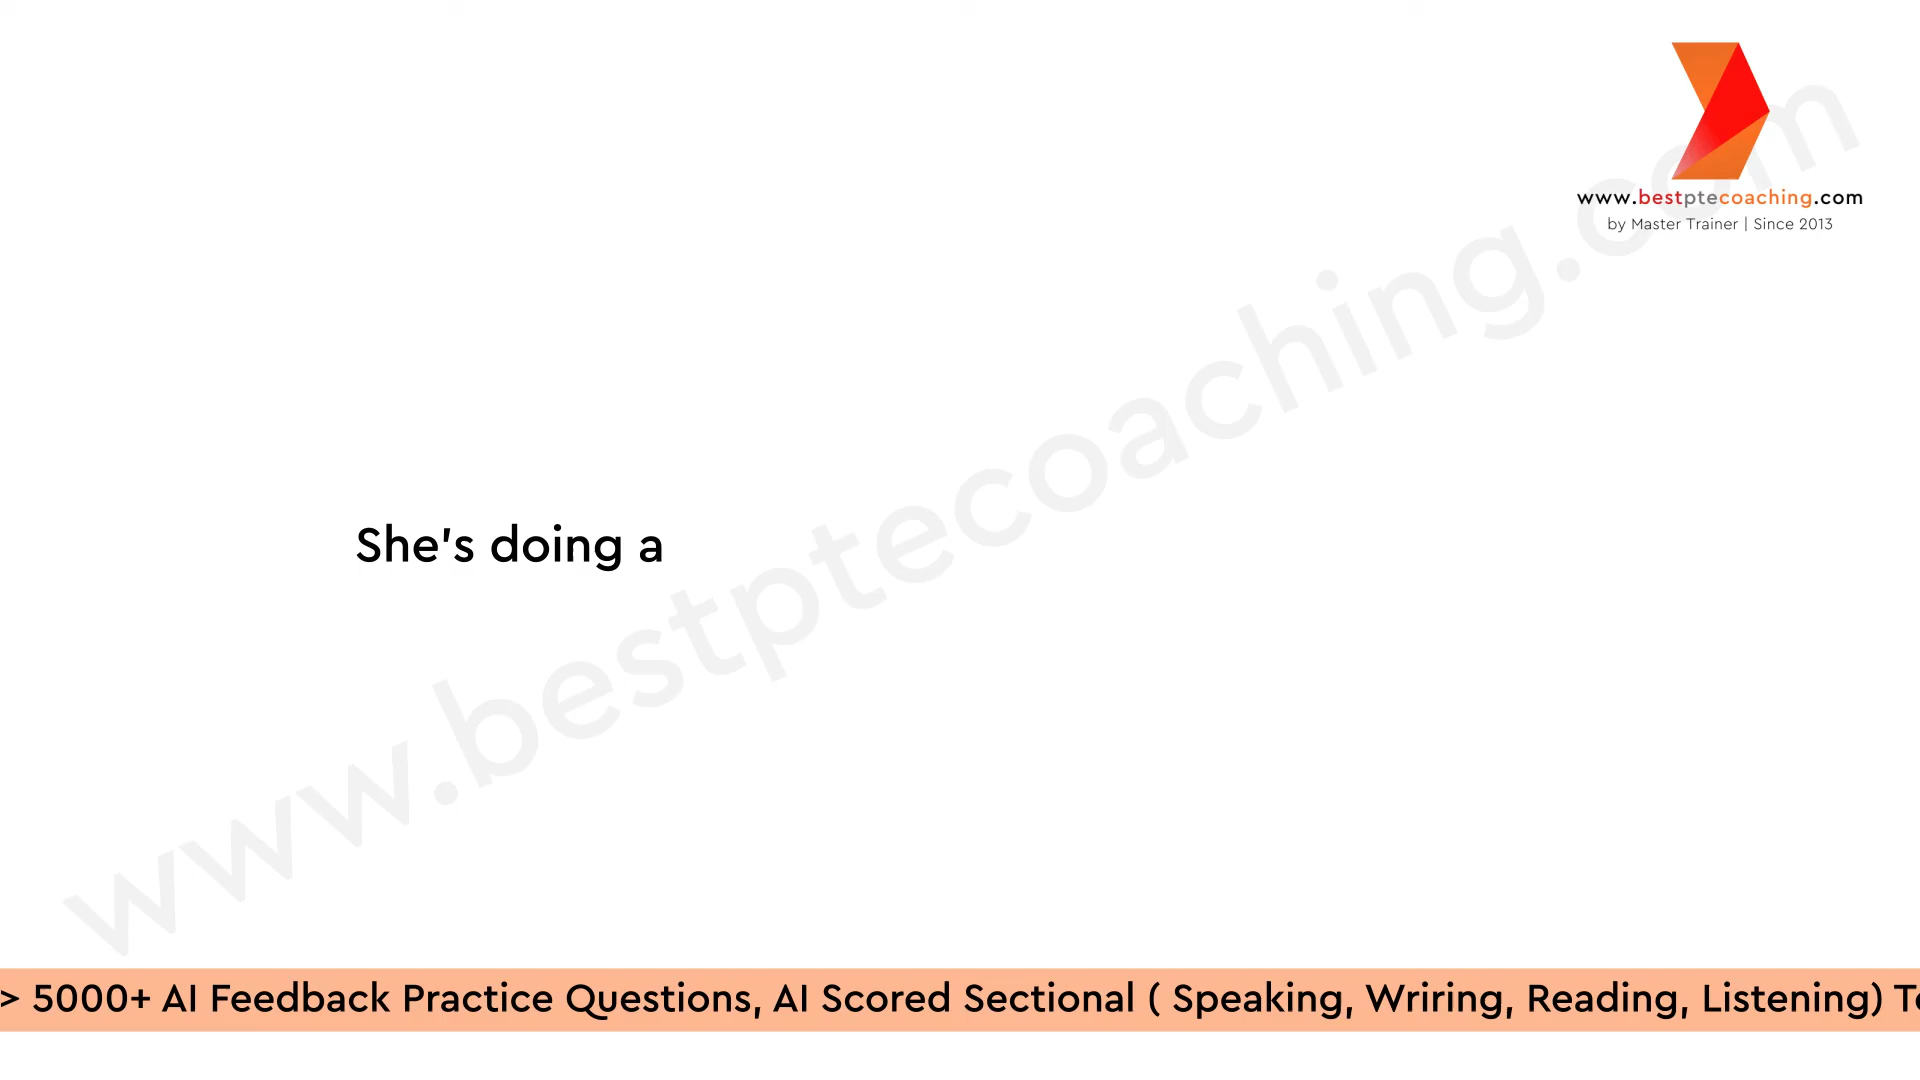 www.bestptecoaching.com
by Master Trainer | Since 2013
www.bestptecoaching.com
She's doing a
> 5000+ AI Feedback Practice Questions, AI Scored Sectional ( Speaking, Wriring, Reading, Listening)